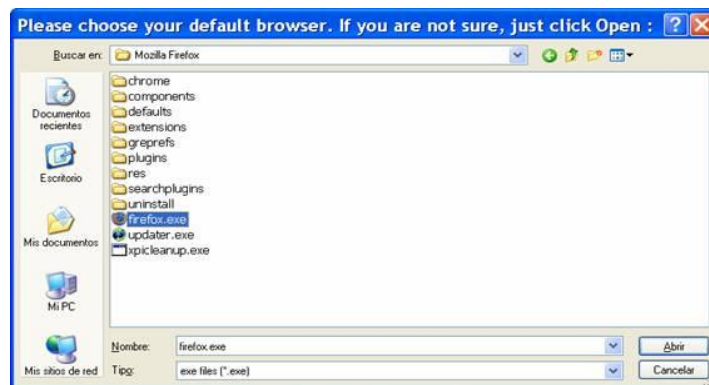 Please choose your default browser. If you are not sure, just click Open :
Buscar en: Mozilla Firefox
Documentos recientes
Escritorio
Mis documentos
Mi PC
Mis sitios de red
chrome
components
defaults
extensions
greprefs
plugins
res
searchplugins
uninstall
firefox.exe
updater.exe
xpicleanup.exe
Nombre: firefox.exe Abrir
Tipo: exe files (*.exe) Cancelar